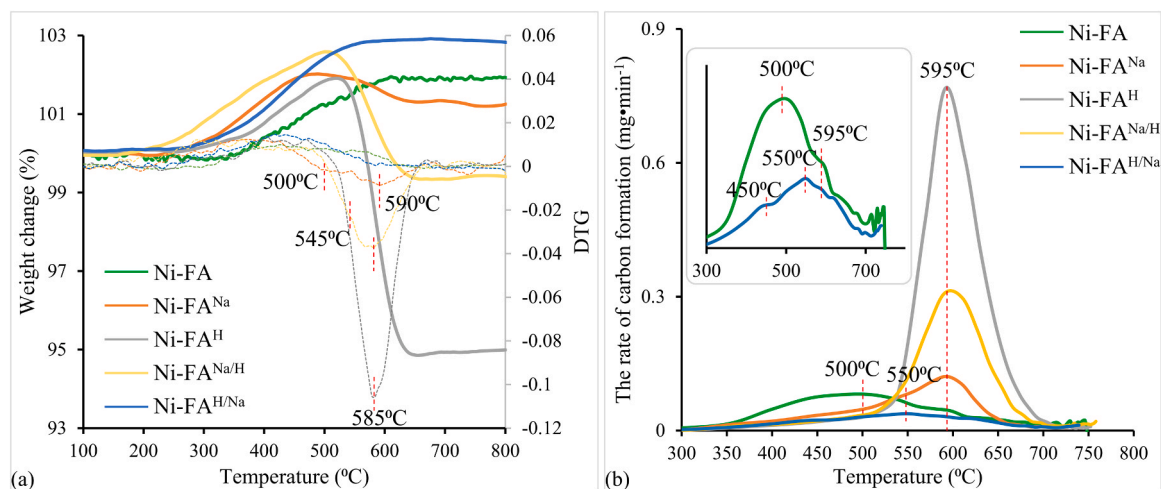 103
101
99
97
95
93
Weight change (%)
0.06
0.04
0.02
0
-0.02
-0.04
-0.06
-0.08
-0.1
-0.12
DTG
500ºC
590ºC
545ºC
585ºC
Ni-FA
Ni-FAᴺᵃ
Ni-FAᴴ
Ni-FAᴺᵃ/ᴴ
Ni-FAᴴ/ᴺᵃ
100 200 300 400 500 600 700 800
Temperature (ºC)
(a)
0.9
0.6
0.3
0
The rate of carbon formation (mg•min⁻¹)
500ºC
595ºC
550ºC
450ºC
300 500 700
595ºC
500ºC
550ºC
Ni-FA
Ni-FAᴺᵃ
Ni-FAᴴ
Ni-FAᴺᵃ/ᴴ
Ni-FAᴴ/ᴺᵃ
300 350 400 450 500 550 600 650 700 750 800
Temperature (ºC)
(b)